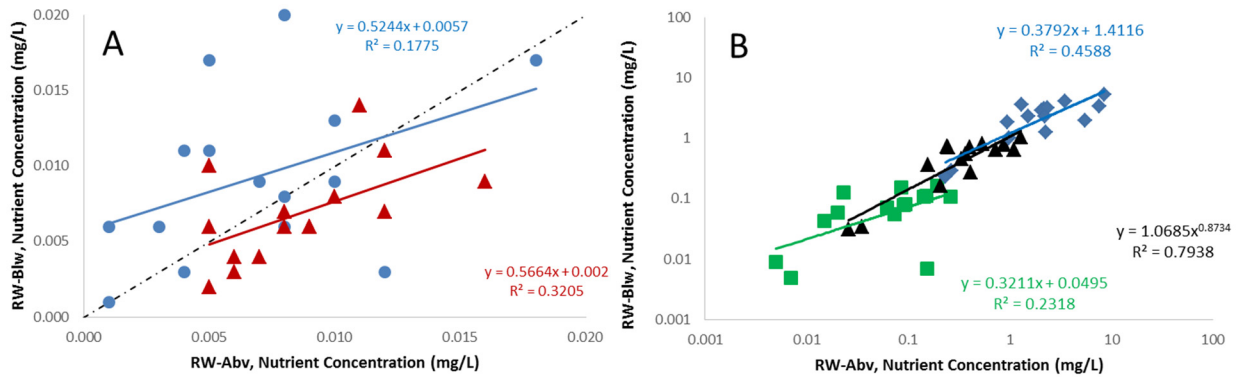 A
y = 0.5244x + 0.0057
R² = 0.1775
0.020
0.015
0.010
0.005
0.000
y = 0.5664x + 0.002
R² = 0.3205
0.000 0.005 0.010 0.015 0.020
RW-Abv, Nutrient Concentration (mg/L)
RW-Blw, Nutrient Concentration (mg/L)
B
y = 0.3792x + 1.4116
R² = 0.4588
100
10
1
0.1
0.01
0.001
y = 1.0685x^0.8734
R² = 0.7938
y = 0.3211x + 0.0495
R² = 0.2318
0.001 0.01 0.1 1 10 100
RW-Abv, Nutrient Concentration (mg/L)
RW-Blw, Nutrient Concentration (mg/L)